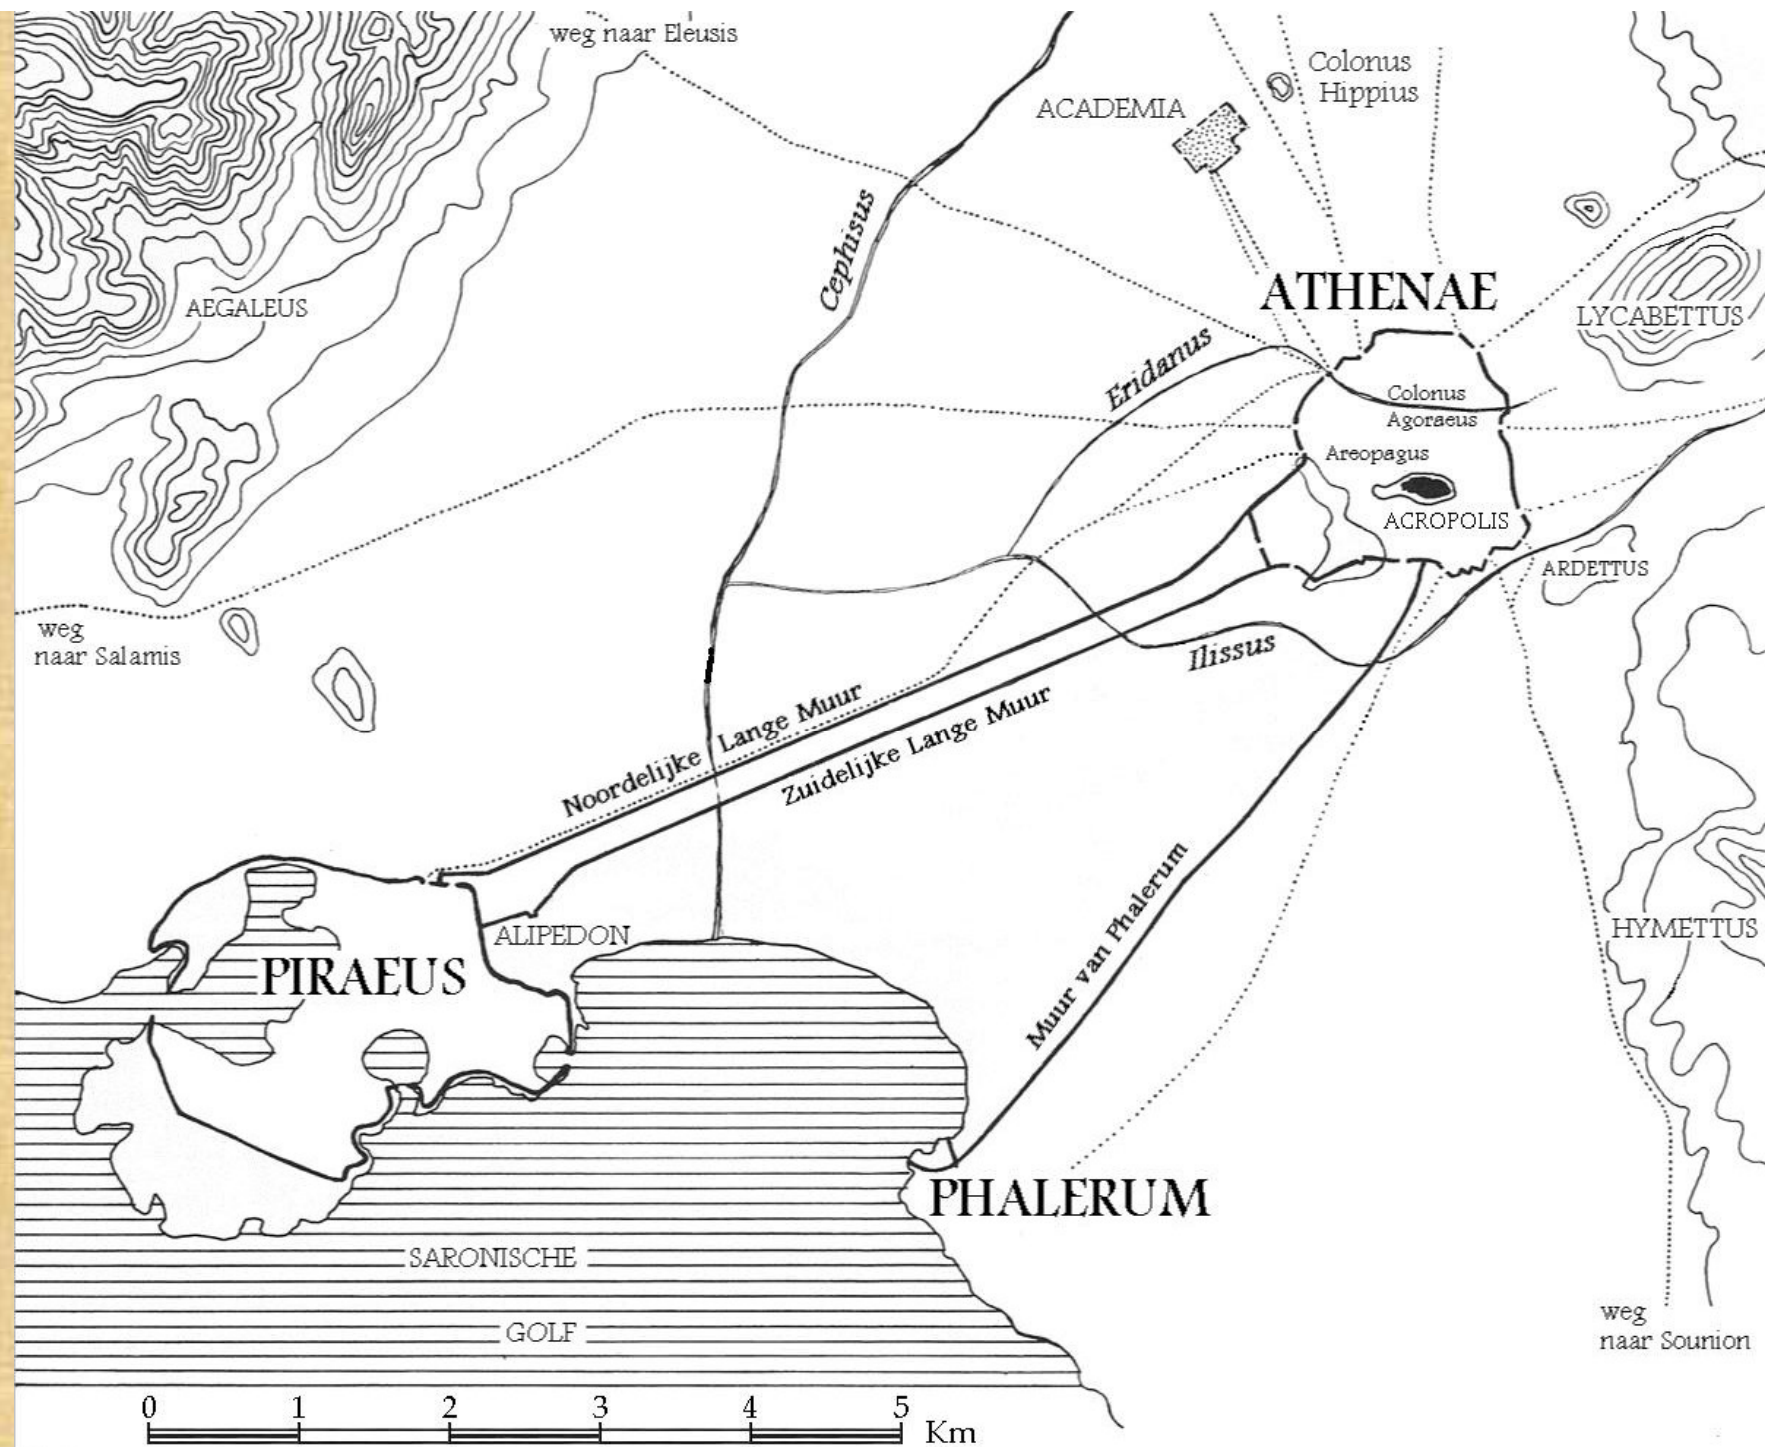 weg naar Eleusis
Colonus
Hippius
ACADEMIA
Cephisus
ATHENAE
AEGALEUS
LYCABETTUS
Eridanus
Colonus
Agoraeus
Areopagus
ACROPOLIS
ARDETTUS
weg
naar Salamis
Ilissus
Noordelijke Lange Muur
Zuidelijke Lange Muur
Muur van Phalerum
HYMETTUS
ALIPEDON
PIRAEUS
PHALERUM
SARONISCHE
GOLF
weg
naar Sounion
0 1 2 3 4 5
Km